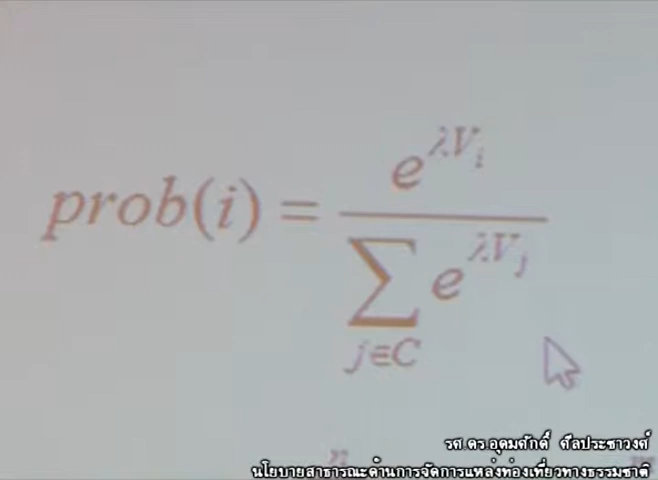 prob(i) = e^{λV_i} / ∑_{j∈C} e^{λV_j}
รศ.ดร.อุดมศักดิ์ ศีลประชาวงศ์
นโยบายสาธารณะด้านการจัดการแหล่งท่องเที่ยวทางธรรมชาติ